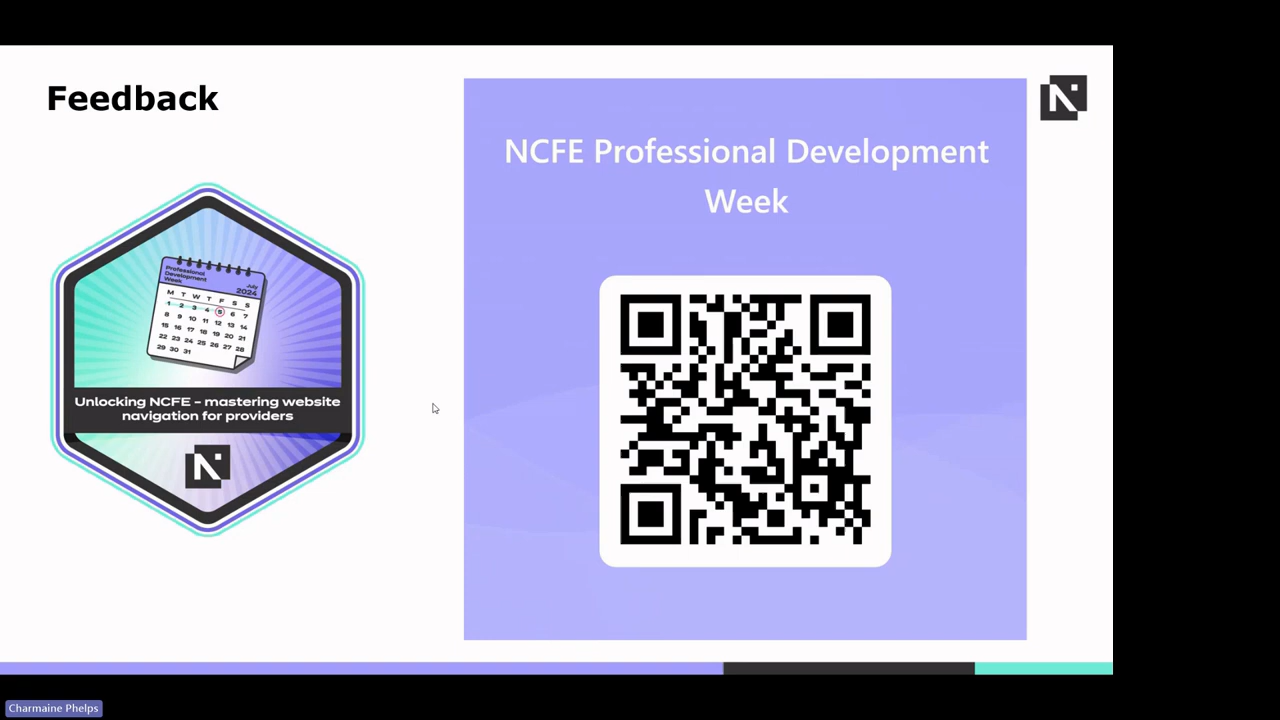 Feedback
NCFE Professional Development
Week
Professional
Development
Week
July
2024
M T W T F S S
1 2 3 4 5 6 7
8 9 10 11 12 13 14
15 16 17 18 19 20 21
22 23 24 25 26 27 28
29 30 31
Unlocking NCFE – mastering website
navigation for providers
N
N
Charmaine Phelps